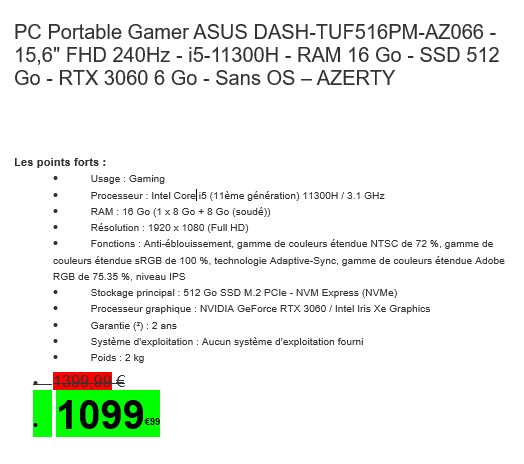 PC Portable Gamer ASUS DASH-TUF516PM-AZ066 -
15,6" FHD 240Hz - i5-11300H - RAM 16 Go - SSD 512
Go - RTX 3060 6 Go - Sans OS – AZERTY
Les points forts :
• Usage : Gaming
• Processeur : Intel Core i5 (11ème génération) 11300H / 3.1 GHz
• RAM : 16 Go (1 x 8 Go + 8 Go (soudé))
• Résolution : 1920 x 1080 (Full HD)
• Fonctions : Anti-éblouissement, gamme de couleurs étendue NTSC de 72 %, gamme de
couleurs étendue sRGB de 100 %, technologie Adaptive-Sync, gamme de couleurs étendue Adobe
RGB de 75.35 %, niveau IPS
• Stockage principal : 512 Go SSD M.2 PCIe - NVM Express (NVMe)
• Processeur graphique : NVIDIA GeForce RTX 3060 / Intel Iris Xe Graphics
• Garantie (²) : 2 ans
• Système d'exploitation : Aucun système d'exploitation fourni
• Poids : 2 kg
• 1399,99 €
• 1099€99